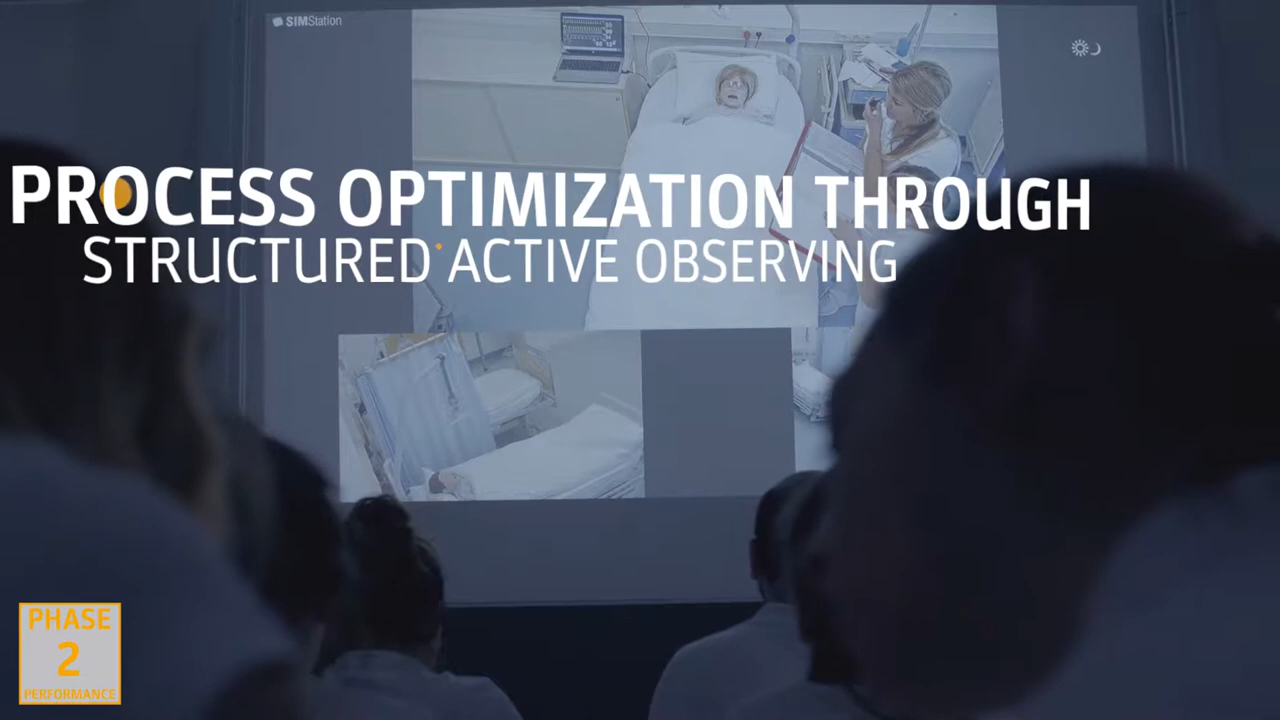 SIMStation
PROCESS OPTIMIZATION THROUGH
STRUCTURED ACTIVE OBSERVING
PHASE
2
PERFORMANCE